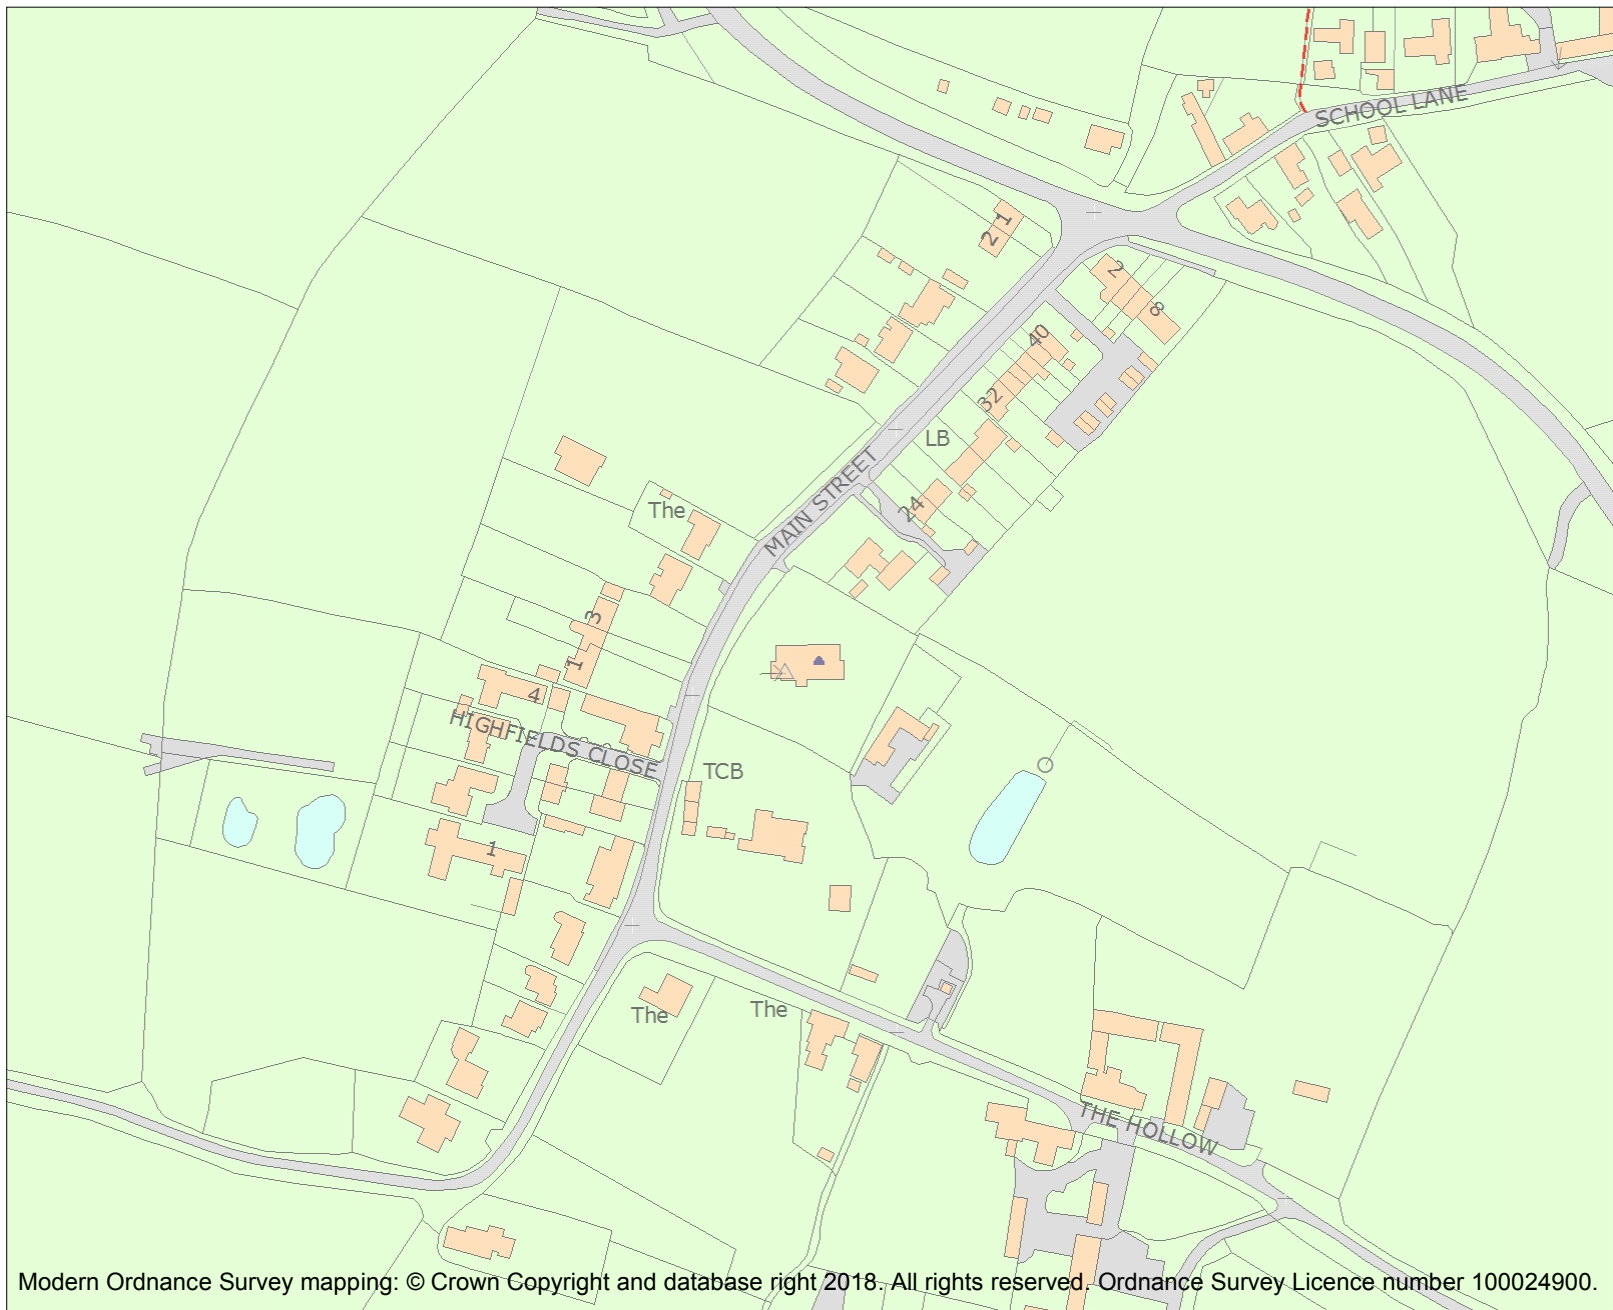 SCHOOL LANE
1
2
2
8
40
32
LB
MAIN STREET
24
The
3
1
4
HIGHFIELDS CLOSE
TCB
1
The
The
THE HOLLOW
Modern Ordnance Survey mapping: © Crown Copyright and database right 2018. All rights reserved. Ordnance Survey Licence number 100024900.